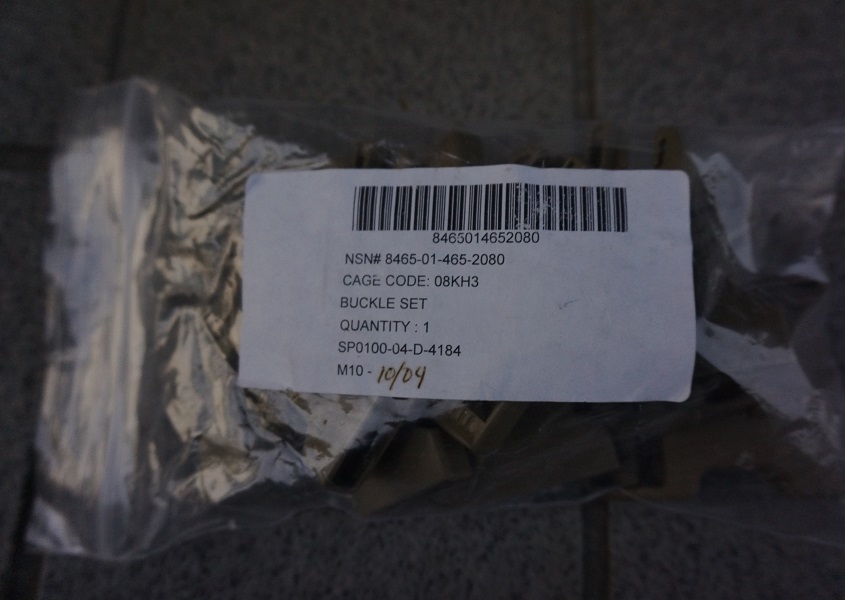 8465014652080
NSN# 8465-01-465-2080
CAGE CODE: 08KH3
BUCKLE SET
QUANTITY : 1
SP0100-04-D-4184
M10 - 10/04